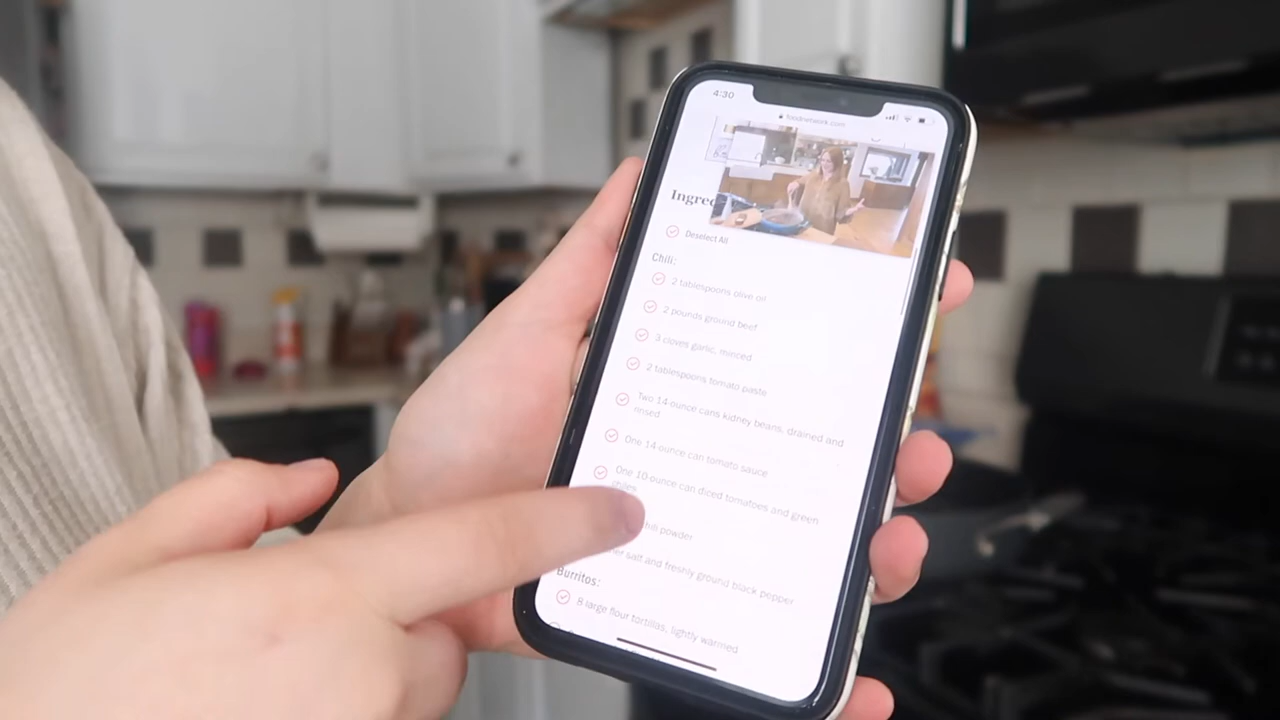 4:30
foodnetwork.com
Ingred
Deselect All
Chili:
2 tablespoons olive oil
2 pounds ground beef
3 cloves garlic, minced
2 tablespoons tomato paste
Two 14-ounce cans kidney beans, drained and
rinsed
One 14-ounce can tomato sauce
One 10-ounce can diced tomatoes and green
chiles
chili powder
salt and freshly ground black pepper
Burritos:
8 large flour tortillas, lightly warmed